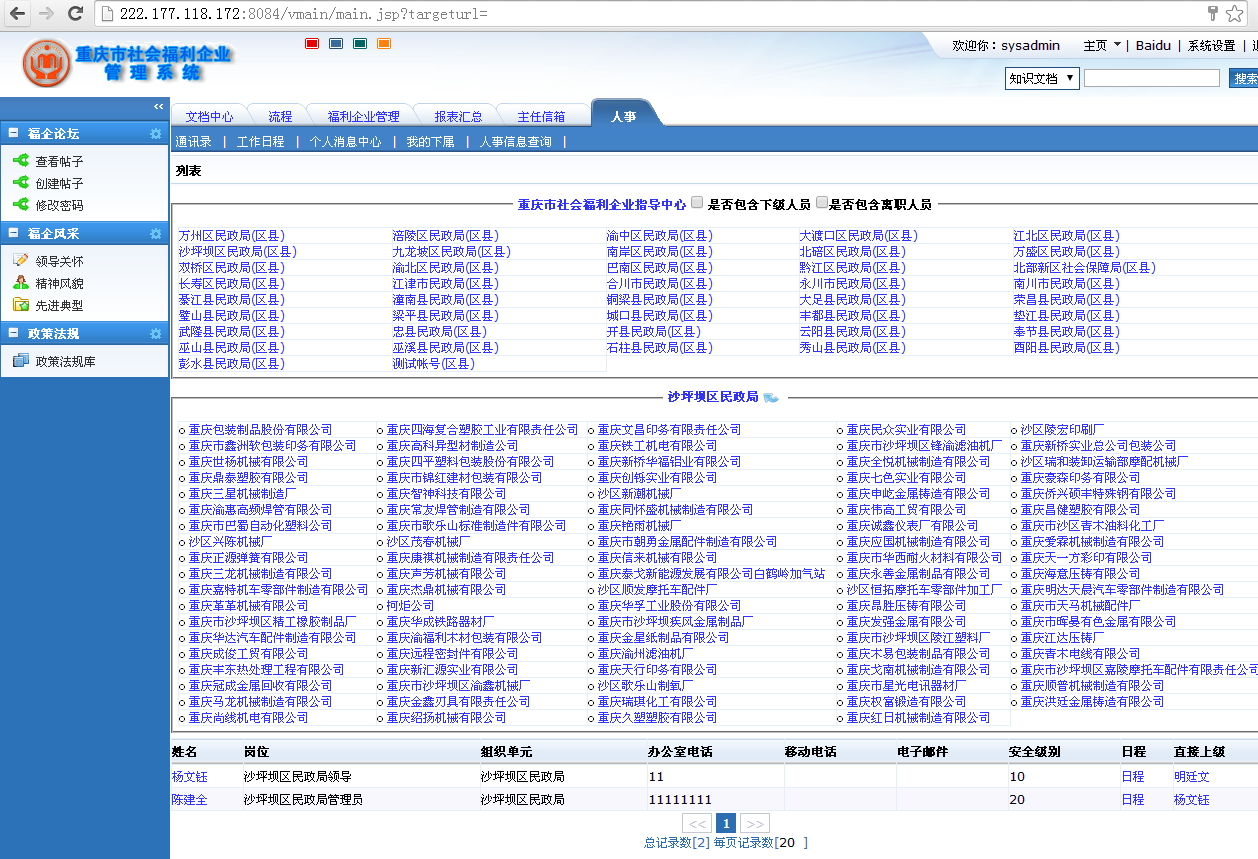 222.177.118.172:8084/vmain/main.jsp?targeturl=
重庆市社会福利企业
管理系统
欢迎你：sysadmin 主页 | Baidu | 系统设置 |
知识文档 搜索
文档中心 流程 福利企业管理 报表汇总 主任信箱 人事
通讯录 | 工作日程 | 个人消息中心 | 我的下属 | 人事信息查询 |
福企论坛
查看帖子
创建帖子
修改密码
福企风采
领导关怀
精神风貌
先进典型
政策法规
政策法规库
列表
重庆市社会福利企业指导中心 是否包含下级人员 是否包含离职人员
万州区民政局(区县) 涪陵区民政局(区县) 渝中区民政局(区县) 大渡口区民政局(区县) 江北区民政局(区县)
沙坪坝区民政局(区县) 九龙坡区民政局(区县) 南岸区民政局(区县) 北碚区民政局(区县) 万盛区民政局(区县)
双桥区民政局(区县) 渝北区民政局(区县) 巴南区民政局(区县) 黔江区民政局(区县) 北部新区社会保障局(区县)
长寿区民政局(区县) 江津市民政局(区县) 合川市民政局(区县) 永川市民政局(区县) 南川市民政局(区县)
綦江县民政局(区县) 潼南县民政局(区县) 铜梁县民政局(区县) 大足县民政局(区县) 荣昌县民政局(区县)
璧山县民政局(区县) 梁平县民政局(区县) 城口县民政局(区县) 丰都县民政局(区县) 垫江县民政局(区县)
武隆县民政局(区县) 忠县民政局(区县) 开县民政局(区县) 云阳县民政局(区县) 奉节县民政局(区县)
巫山县民政局(区县) 巫溪县民政局(区县) 石柱县民政局(区县) 秀山县民政局(区县) 酉阳县民政局(区县)
彭水县民政局(区县) 测试帐号(区县)
沙坪坝区民政局
重庆包装制品股份有限公司 重庆四海复合塑胶工业有限责任公司 重庆文昌印务有限责任公司 重庆民众实业有限公司 沙区陵宏印刷厂
重庆市鑫洲软包装印务有限公司 重庆高科异型材制造公司 重庆铁工机电有限公司 重庆市沙坪坝区锋渝滤油机厂 重庆新桥实业总公司包装公司
重庆世杨机械有限公司 重庆四平塑料包装股份有限公司 重庆新桥华福铝业有限公司 重庆全悦机械制造有限公司 沙区瑞和装卸运输部摩配机械厂
重庆鼎泰塑胶有限公司 重庆市锦红建材包装有限公司 重庆创铄实业有限公司 重庆七色实业有限公司 重庆豪森印务有限公司
重庆三星机械制造厂 重庆智神科技有限公司 沙区新潮机械厂 重庆申屹金属铸造有限公司 重庆侨兴硕丰特殊钢有限公司
重庆渝惠高频焊管有限公司 重庆常友焊管制造有限公司 重庆同怀盛机械制造有限公司 重庆伟高工贸有限公司 重庆昌健塑胶有限公司
重庆市巴蜀自动化塑料公司 重庆市歌乐山标准制造件有限公司 重庆艳雨机械厂 重庆诚鑫仪表厂有限公司 重庆市沙区青木油料化工厂
沙区兴陈机械厂 沙区茂春机械厂 重庆市朝勇金属配件制造有限公司 重庆应国机械制造有限公司 重庆爱霖机械制造有限公司
重庆正源弹簧有限公司 重庆康祺机械制造有限责任公司 重庆信来机械有限公司 重庆市华西耐火材料有限公司 重庆天一方彩印有限公司
重庆三龙机械制造有限公司 重庆声芳机械有限公司 重庆泰戈新能源发展有限公司白鹤岭加气站 重庆永善金属制品有限公司 重庆海意压铸有限公司
重庆嘉特机车零部件制造有限公司 重庆杰鼎机械有限公司 沙区顺发摩托车配件厂 沙区恒拓摩托车零部件加工厂 重庆明达天晨汽车零部件制造有限公司
重庆革革机械有限公司 柯炬公司 重庆华孚工业股份有限公司 重庆昴胜压铸有限公司 重庆市天马机械配件厂
重庆市沙坪坝区精工橡胶制品厂 重庆华成铁路器材厂 重庆市沙坪坝疾风金属制品厂 重庆发强金属有限公司 重庆市晖晏有色金属有限公司
重庆华达汽车配件制造有限公司 重庆渝福利木材包装有限公司 重庆金星纸制品有限公司 重庆市沙坪坝区陵江塑料厂 重庆江达压铸厂
重庆成俊工贸有限公司 重庆远程密封件有限公司 重庆渝州滤油机厂 重庆木易包装制品有限公司 重庆青木电线有限公司
重庆丰东热处理工程有限公司 重庆新汇源实业有限公司 重庆天行印务有限公司 重庆戈南机械制造有限公司 重庆市沙坪坝区嘉陵摩托车配件有限责任公司
重庆冠成金属回收有限公司 重庆市沙坪坝区渝鑫机械厂 沙区歌乐山制氧厂 重庆市星光电讯器材厂 重庆顺普机械制造有限公司
重庆马龙机械制造有限公司 重庆金鑫刃具有限责任公司 重庆瑞琪化工有限公司 重庆权富锻造有限公司 重庆洪廷金属铸造有限公司
重庆尚线机电有限公司 重庆绍扬机械有限公司 重庆久塑塑胶有限公司 重庆红日机械制造有限公司
姓名 岗位 组织单元 办公室电话 移动电话 电子邮件 安全级别 日程 直接上级
杨文钰 沙坪坝区民政局领导 沙坪坝区民政局 11 10 日程 明廷文
陈建全 沙坪坝区民政局管理员 沙坪坝区民政局 11111111 20 日程 杨文钰
<< 1 >>
总记录数[2] 每页记录数[20 ]